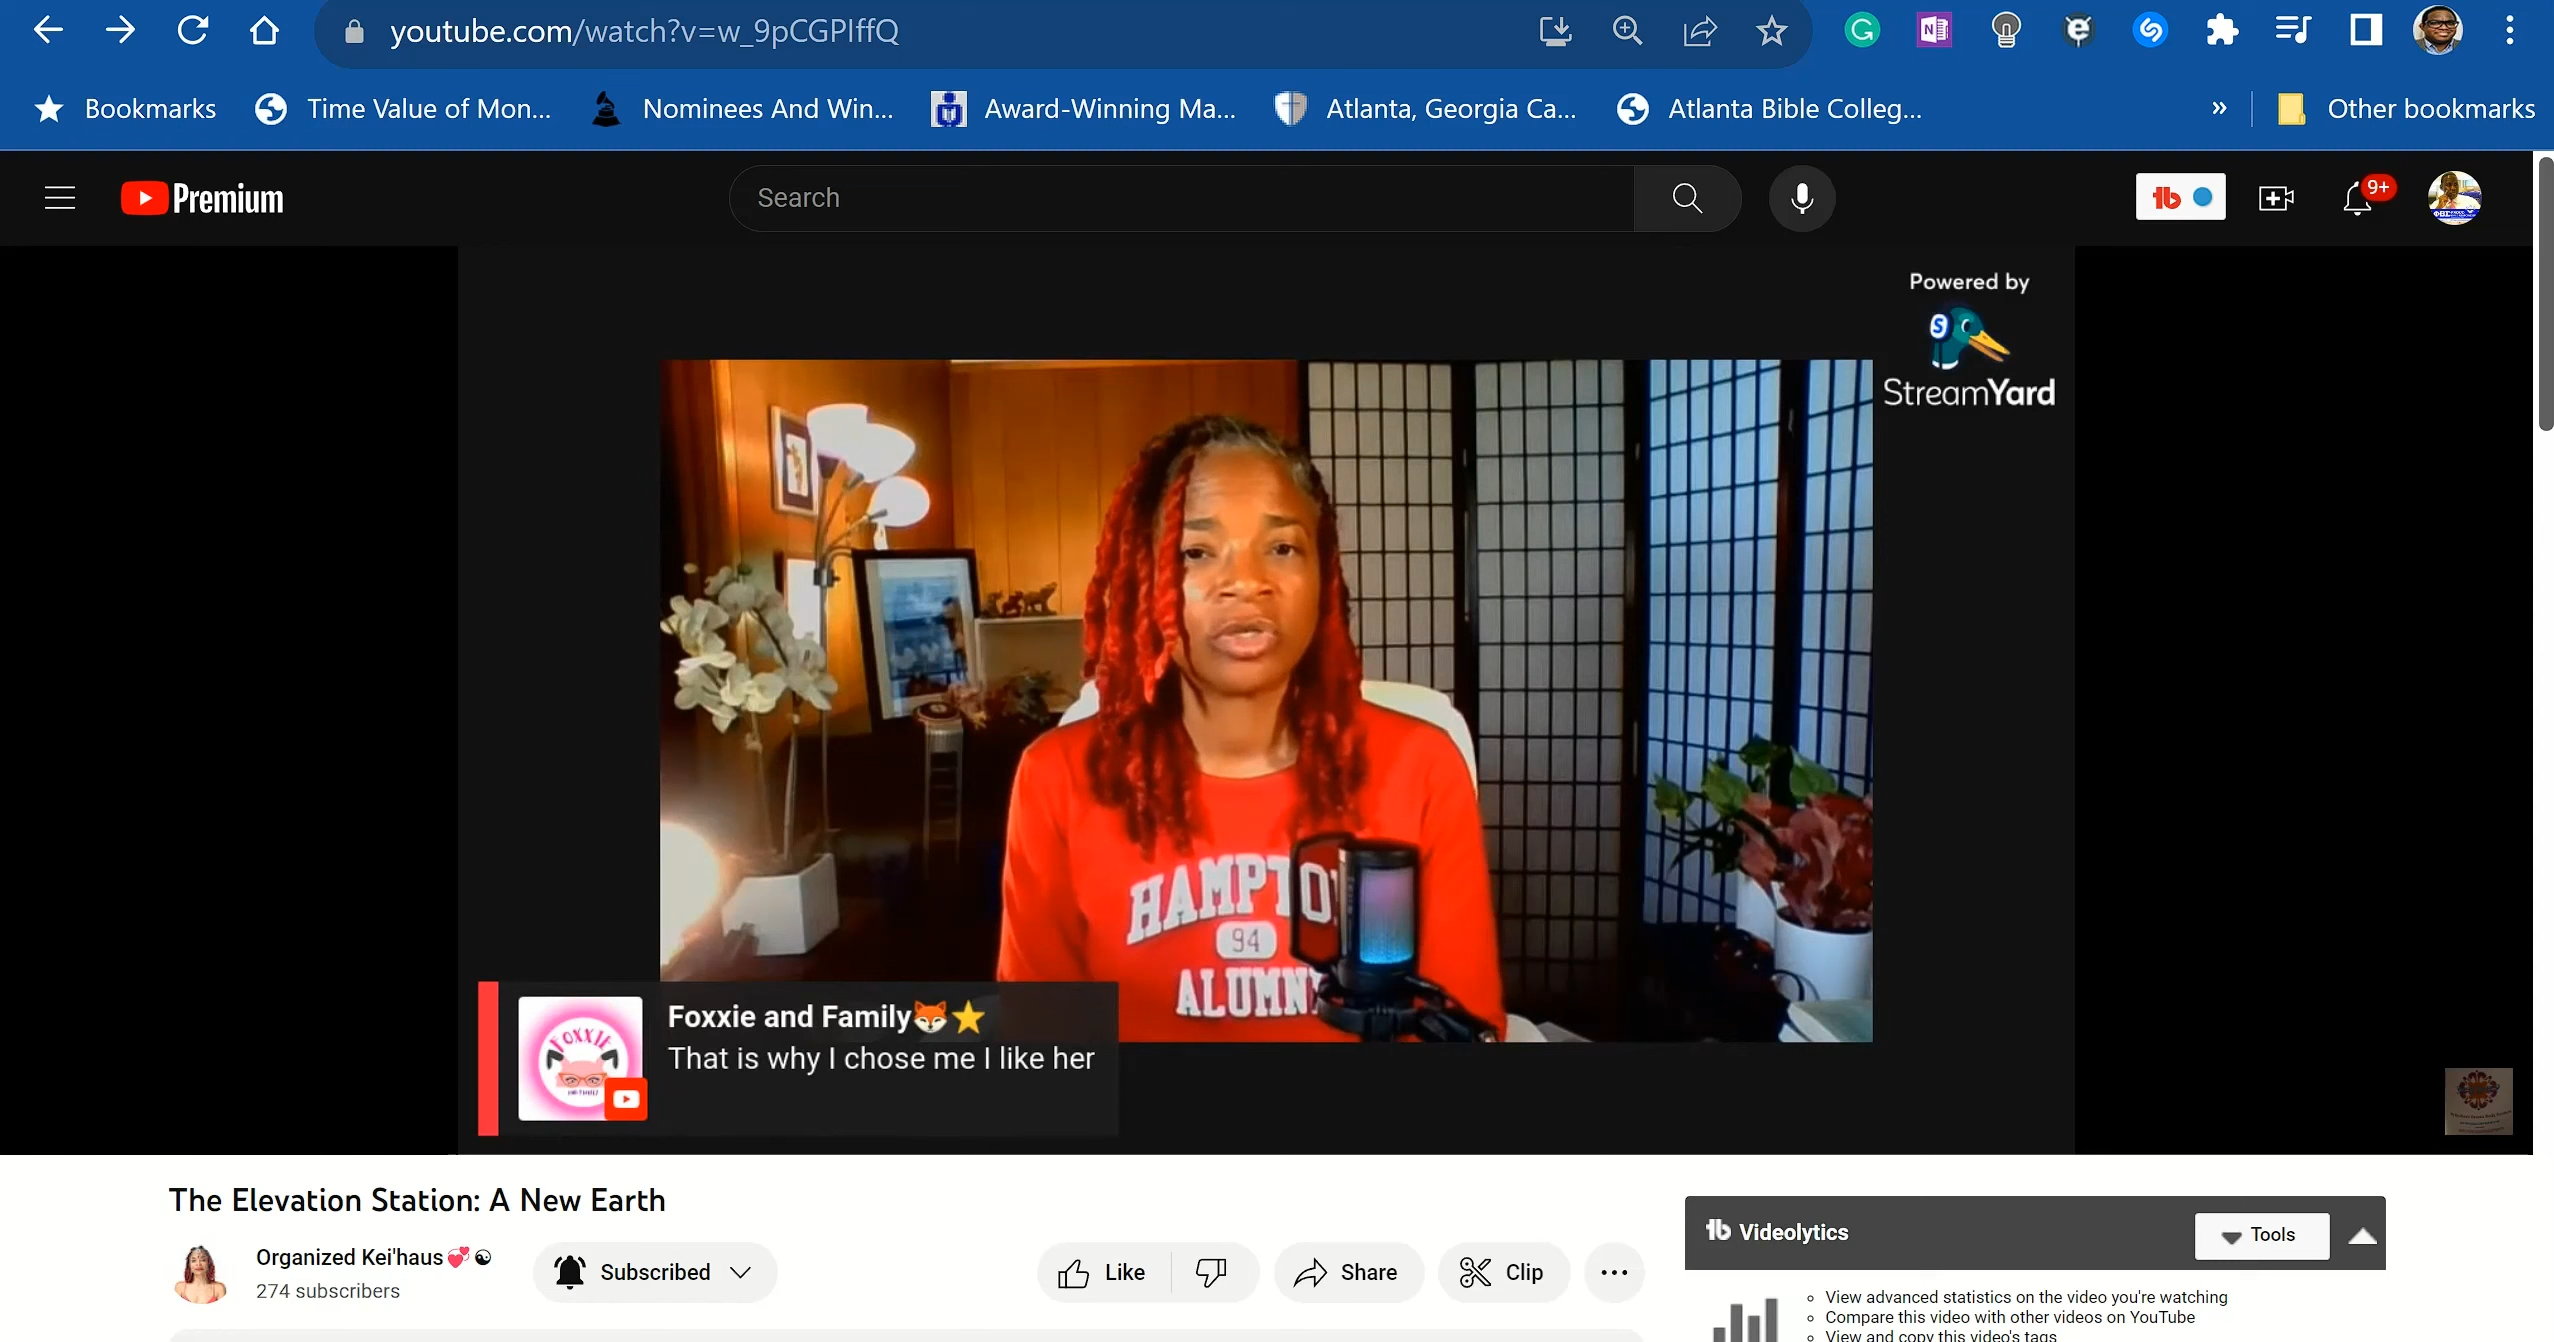 youtube.com/watch?v=w_9pCGPIffQ
Bookmarks
Time Value of Mon...
Nominees And Win...
Award-Winning Ma...
Atlanta, Georgia Ca...
Atlanta Bible Colleg...
»
Other bookmarks
Premium
Search
9+
Powered by
StreamYard
HAMPTO
94
ALUMN
FOXXIE
Foxxie and Family🦊⭐
That is why I chose me I like her
The Elevation Station: A New Earth
Organized Kei'haus💞☯
274 subscribers
Subscribed
Like
Share
Clip
...
tb Videolytics
Tools
View advanced statistics on the video you're watching
Compare this video with other videos on YouTube
View and copy this video's tags